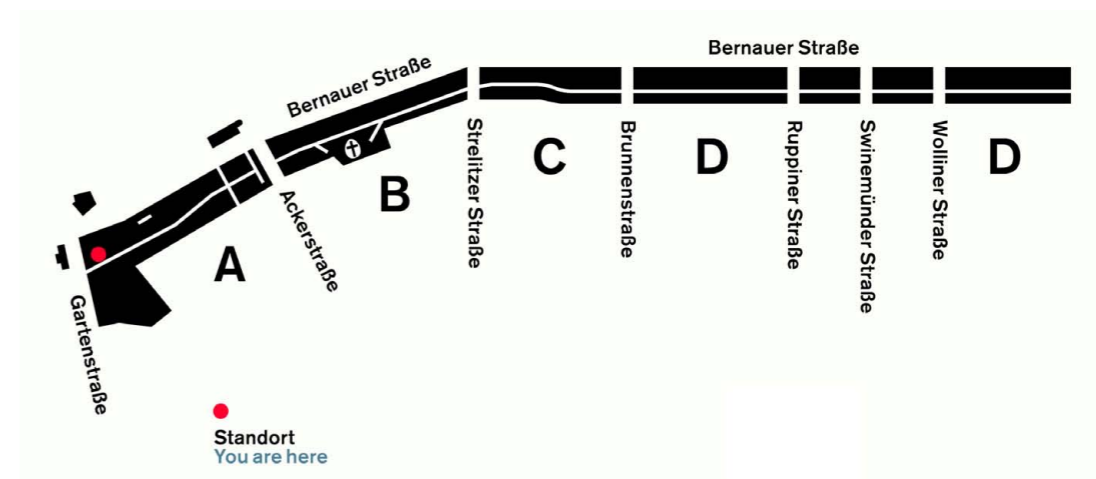 Bernauer Straße
Bernauer Straße
Strelitzer Straße
Brunnenstraße
Ruppiner Straße
Swinemünder Straße
Wolliner Straße
C
D
D
B
Ackerstraße
A
Gartenstraße
Standort
You are here